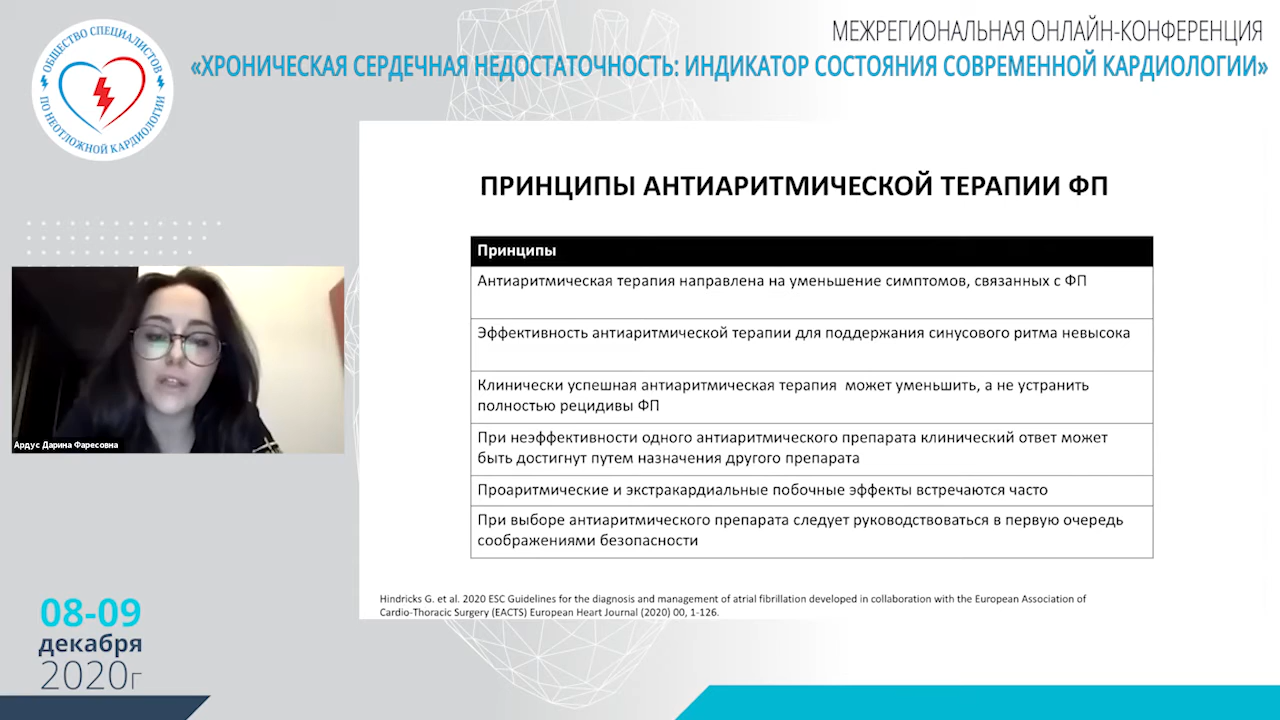 ОБЩЕСТВО СПЕЦИАЛИСТОВ
ПО НЕОТЛОЖНОЙ КАРДИОЛОГИИ
МЕЖРЕГИОНАЛЬНАЯ ОНЛАЙН-КОНФЕРЕНЦИЯ
«ХРОНИЧЕСКАЯ СЕРДЕЧНАЯ НЕДОСТАТОЧНОСТЬ: ИНДИКАТОР СОСТОЯНИЯ СОВРЕМЕННОЙ КАРДИОЛОГИИ»
ПРИНЦИПЫ АНТИАРИТМИЧЕСКОЙ ТЕРАПИИ ФП
Принципы
Антиаритмическая терапия направлена на уменьшение симптомов, связанных с ФП
Эффективность антиаритмической терапии для поддержания синусового ритма невысока
Клинически успешная антиаритмическая терапия может уменьшить, а не устранить
полностью рецидивы ФП
При неэффективности одного антиаритмического препарата клинический ответ может
быть достигнут путем назначения другого препарата
Проаритмические и экстракардиальные побочные эффекты встречаются часто
При выборе антиаритмического препарата следует руководствоваться в первую очередь
соображениями безопасности
Hindricks G. et al. 2020 ESC Guidelines for the diagnosis and management of atrial fibrillation developed in collaboration with the European Association of
Cardio-Thoracic Surgery (EACTS) European Heart Journal (2020) 00, 1-126.
Ардус Дарина Фаресовна
08-09
декабря
2020г